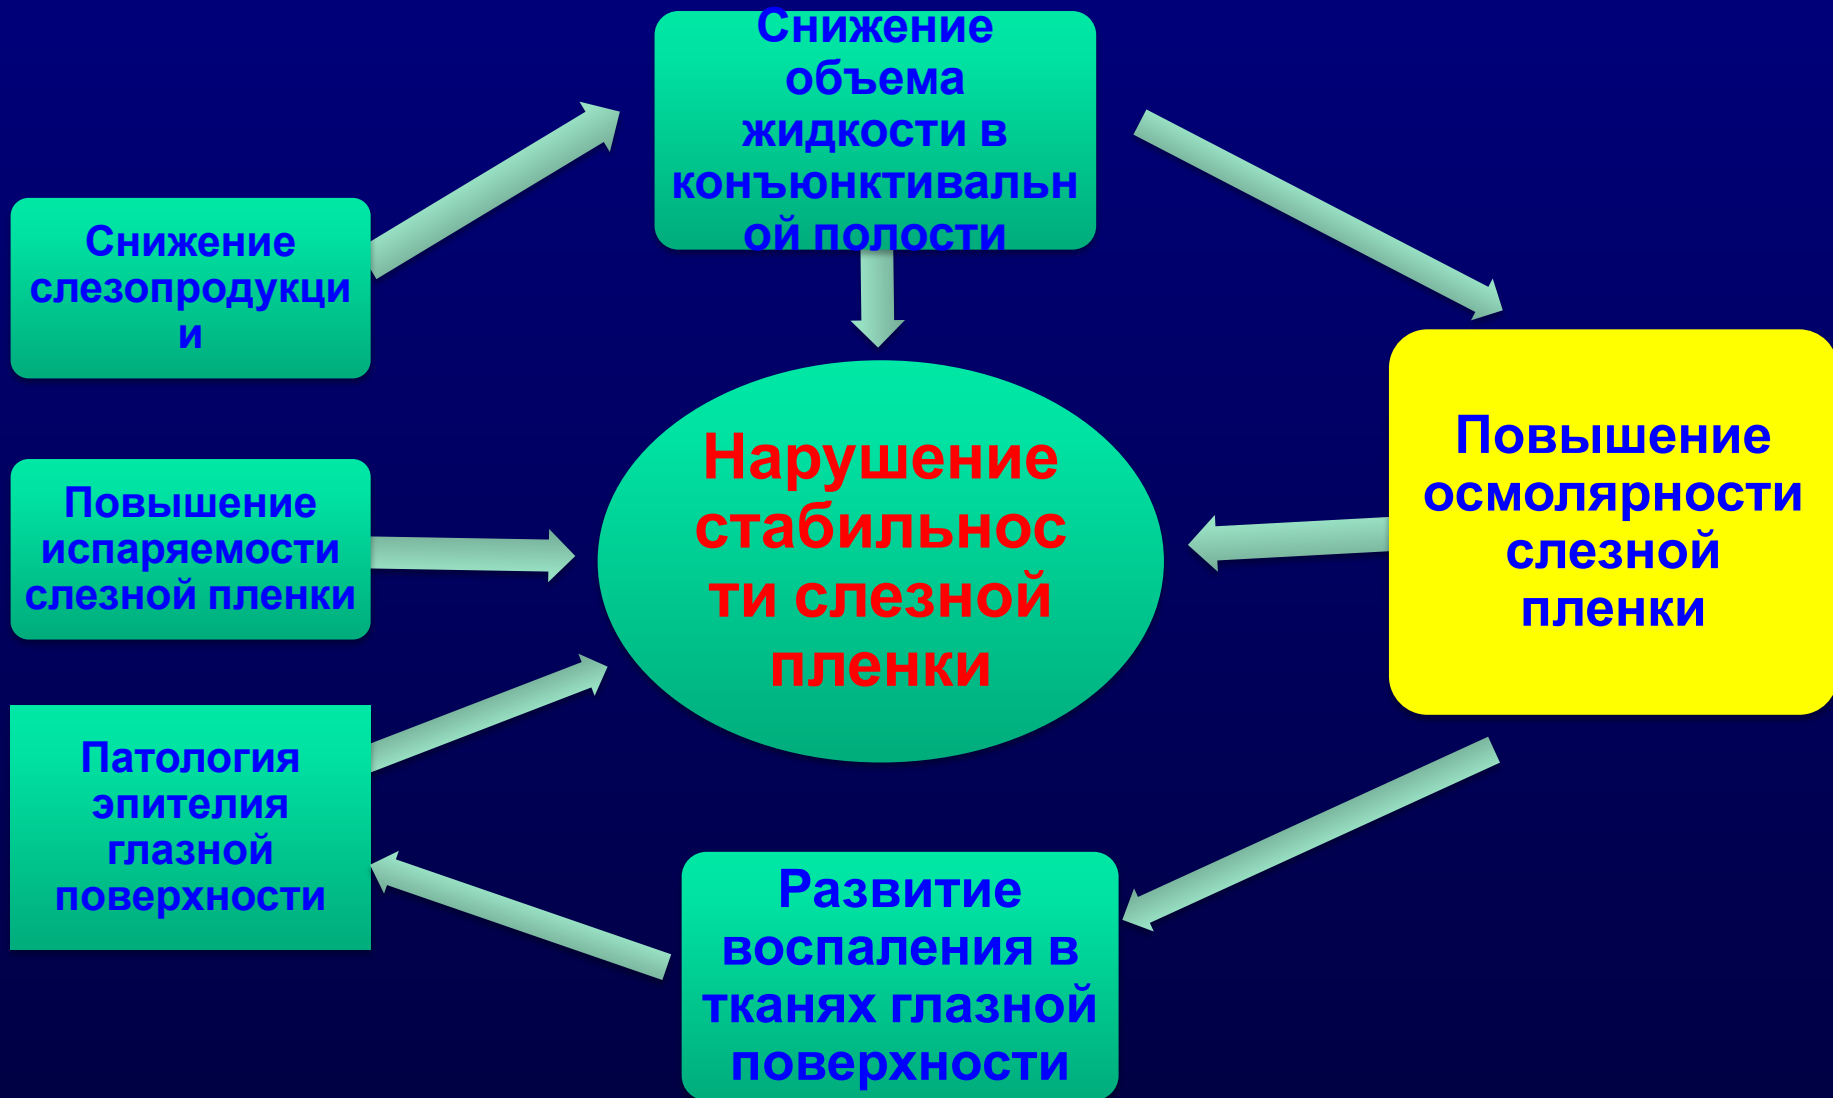 Снижение
объема
жидкости в
конъюнктивальн
ой полости
Снижение
слезопродукци
и
Повышение
испаряемости
слезной пленки
Патология
эпителия
глазной
поверхности
Нарушение
стабильнос
ти слезной
пленки
Повышение
осмолярности
слезной
пленки
Развитие
воспаления в
тканях глазной
поверхности